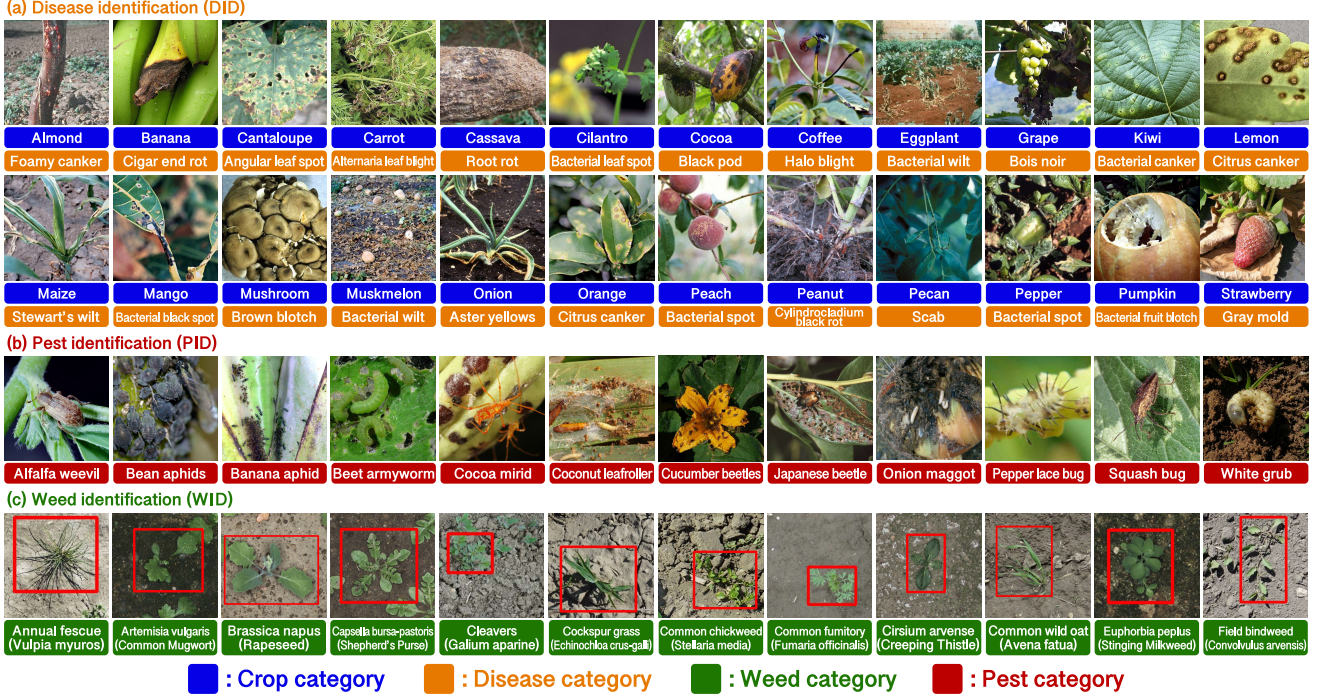 (a) Disease identification (DID)
Almond Banana Cantaloupe Carrot Cassava Cilantro Cocoa Coffee Eggplant Grape Kiwi Lemon
Foamy canker Cigar end rot Angular leaf spot Alternaria leaf blight Root rot Bacterial leaf spot Black pod Halo blight Bacterial wilt Bois noir Bacterial canker Citrus canker
Maize Mango Mushroom Muskmelon Onion Orange Peach Peanut Pecan Pepper Pumpkin Strawberry
Stewart's wilt Bacterial black spot Brown blotch Bacterial wilt Aster yellows Citrus canker Bacterial spot Cylindrocladium black rot Scab Bacterial spot Bacterial fruit blotch Gray mold
(b) Pest identification (PID)
Alfalfa weevil Bean aphids Banana aphid Beet armyworm Cocoa mirid Coconut leafroller Cucumber beetles Japanese beetle Onion maggot Pepper lace bug Squash bug White grub
(c) Weed identification (WID)
Annual fescue Artemisia vulgaris Brassica napus Capsella bursa-pastoris Cleavers Cockspur grass Common chickweed Common fumitory Cirsium arvense Common wild oat Euphorbia peplus Field bindweed
(Vulpia myuros) (Common Mugwort) (Rapeseed) (Shepherd's Purse) (Galium aparine) (Echinochloa crus-galli) (Stellaria media) (Fumaria officinalis) (Creeping Thistle) (Avena fatua) (Stinging Milkweed) (Convolvulus arvensis)
: Crop category : Disease category : Weed category : Pest category